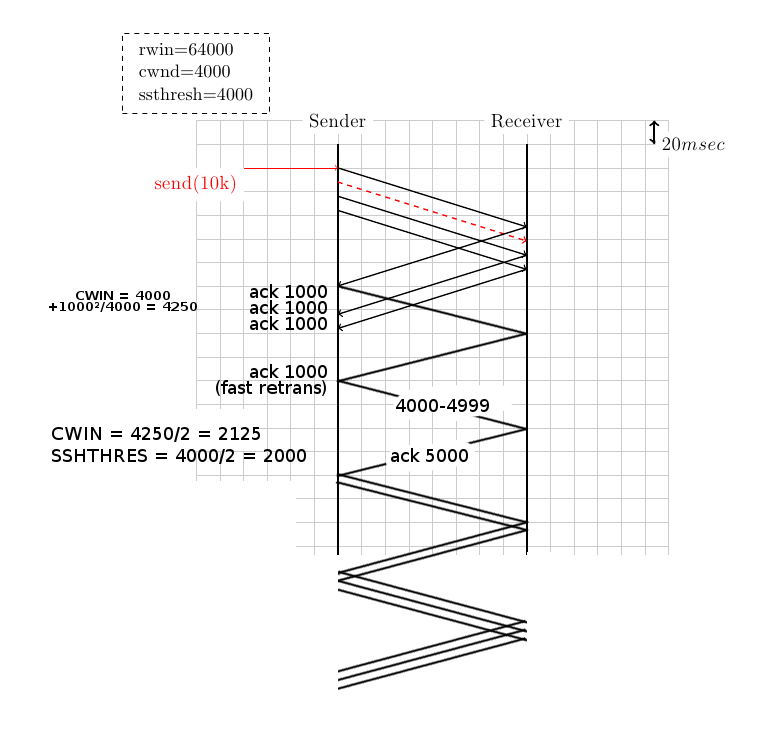 rwin=64000
cwnd=4000
ssthresh=4000
Sender
Receiver
20msec
send(10k)
CWIN = 4000
+1000²/4000 = 4250
ack 1000
ack 1000
ack 1000
ack 1000
(fast retrans)
4000-4999
CWIN = 4250/2 = 2125
SSHTHRES = 4000/2 = 2000
ack 5000